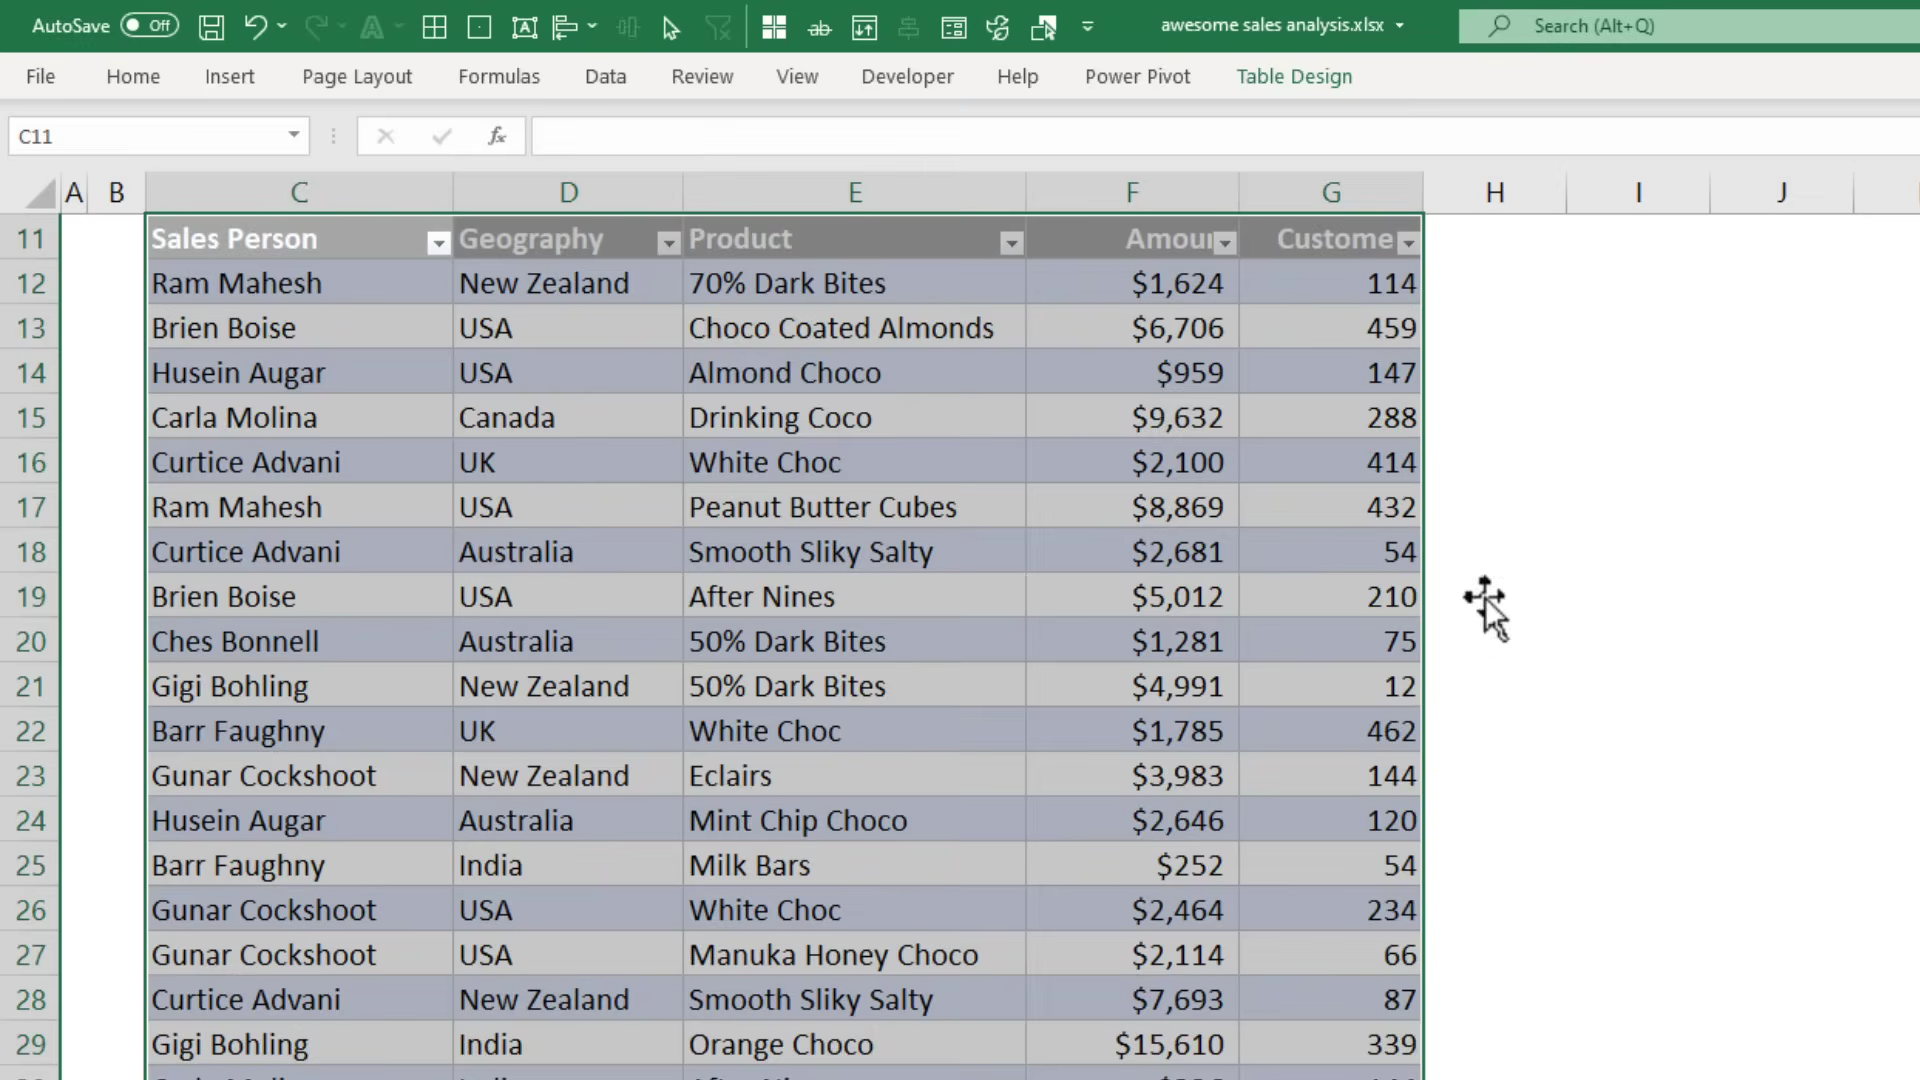 AutoSave Off A A ab awesome sales analysis.xlsx Search (Alt+Q)
File Home Insert Page Layout Formulas Data Review View Developer Help Power Pivot Table Design
C11 fx
A B C D E F G H I J
11 Sales Person Geography Product Amou Custome
12 Ram Mahesh New Zealand 70% Dark Bites $1,624 114
13 Brien Boise USA Choco Coated Almonds $6,706 459
14 Husein Augar USA Almond Choco $959 147
15 Carla Molina Canada Drinking Coco $9,632 288
16 Curtice Advani UK White Choc $2,100 414
17 Ram Mahesh USA Peanut Butter Cubes $8,869 432
18 Curtice Advani Australia Smooth Sliky Salty $2,681 54
19 Brien Boise USA After Nines $5,012 210
20 Ches Bonnell Australia 50% Dark Bites $1,281 75
21 Gigi Bohling New Zealand 50% Dark Bites $4,991 12
22 Barr Faughny UK White Choc $1,785 462
23 Gunar Cockshoot New Zealand Eclairs $3,983 144
24 Husein Augar Australia Mint Chip Choco $2,646 120
25 Barr Faughny India Milk Bars $252 54
26 Gunar Cockshoot USA White Choc $2,464 234
27 Gunar Cockshoot USA Manuka Honey Choco $2,114 66
28 Curtice Advani New Zealand Smooth Sliky Salty $7,693 87
29 Gigi Bohling India Orange Choco $15,610 339